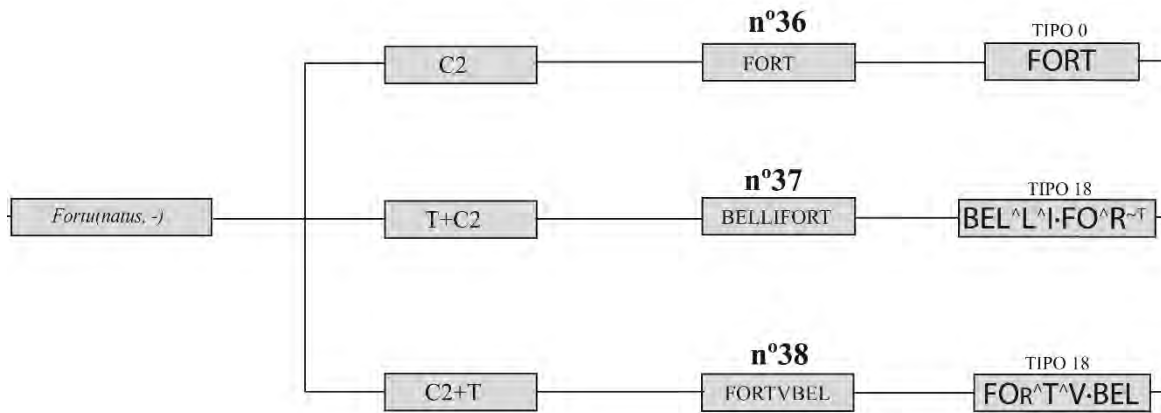 nº36
TIPO 0
C2
FORT
FORT
nº37
TIPO 18
Fortu(natus, -)
T+C2
BELLIFORT
BEL^L^I·FO^R~T
nº38
TIPO 18
C2+T
FORTVBEL
FOR^T^V·BEL